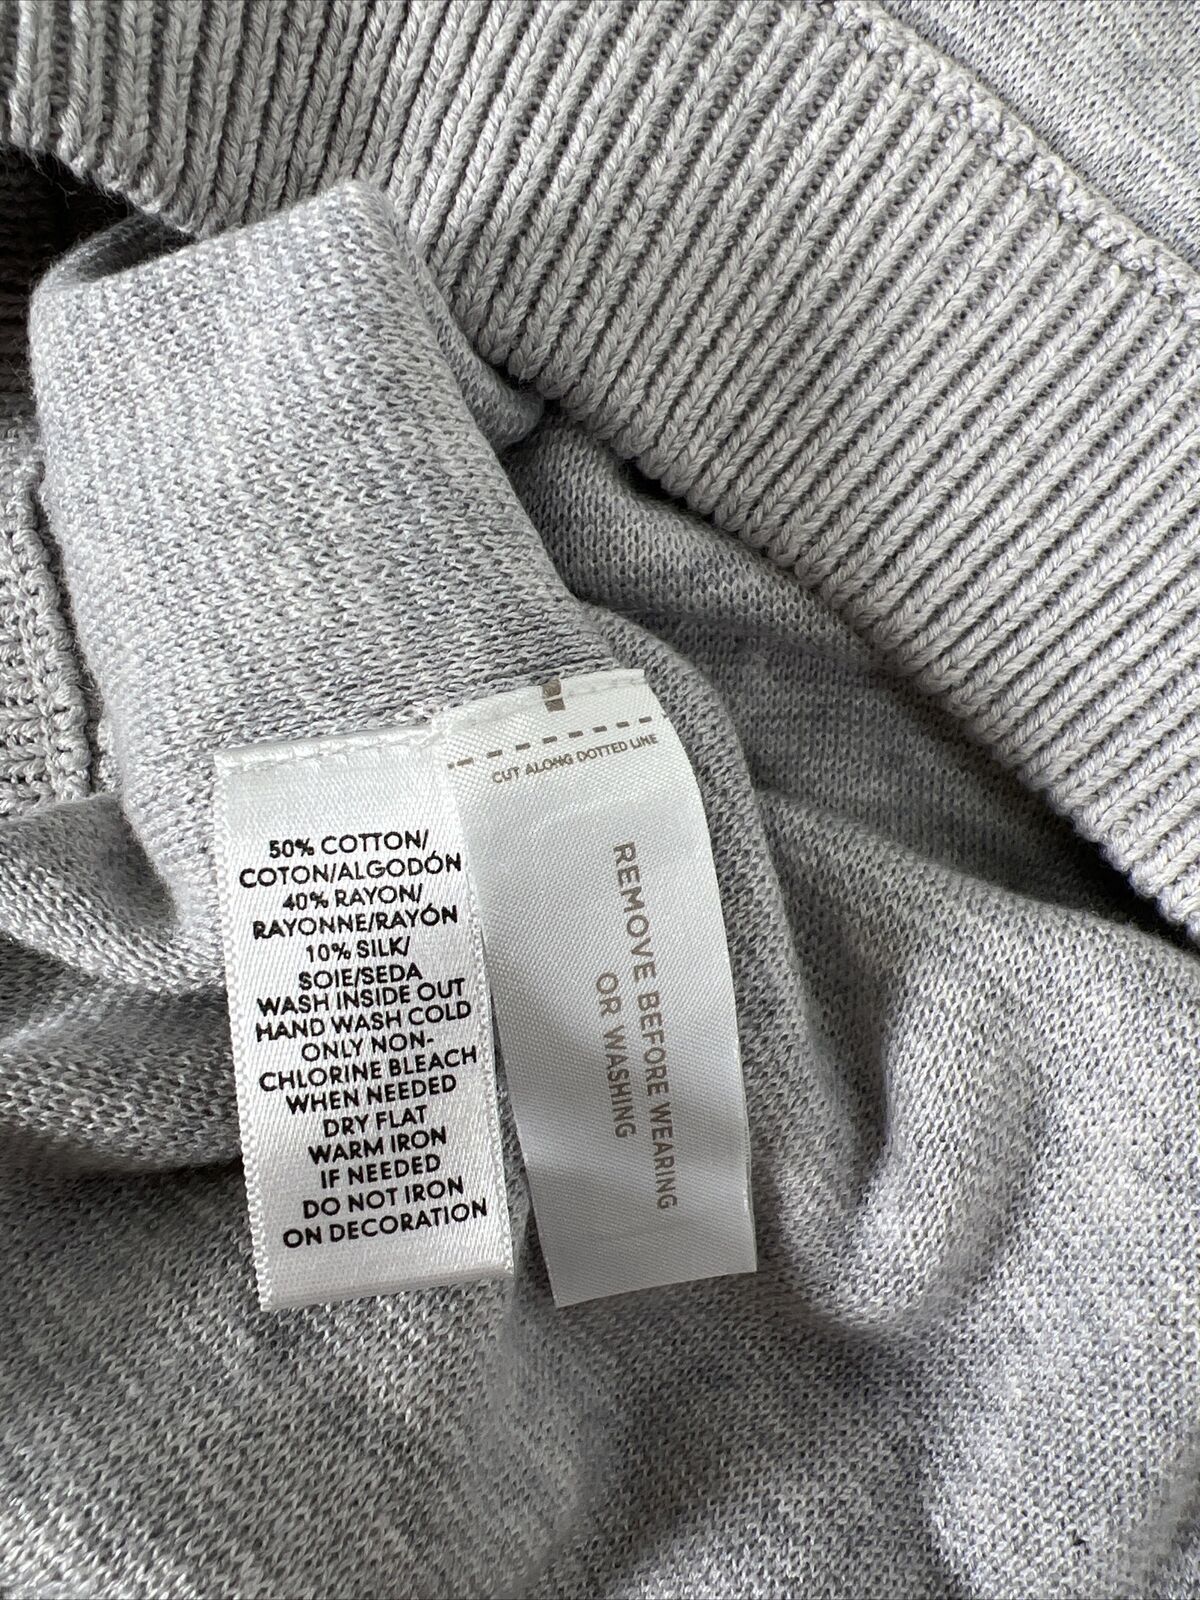 50% COTTON/
COTON/ALGODÓN
40% RAYON/
RAYONNE/RAYÓN
10% SILK/
SOIE/SEDA
WASH INSIDE OUT
HAND WASH COLD
ONLY NON-
CHLORINE BLEACH
WHEN NEEDED
DRY FLAT
WARM IRON
IF NEEDED
DO NOT IRON
ON DECORATION
CUT ALONG DOTTED LINE
REMOVE BEFORE WEARING
OR WASHING